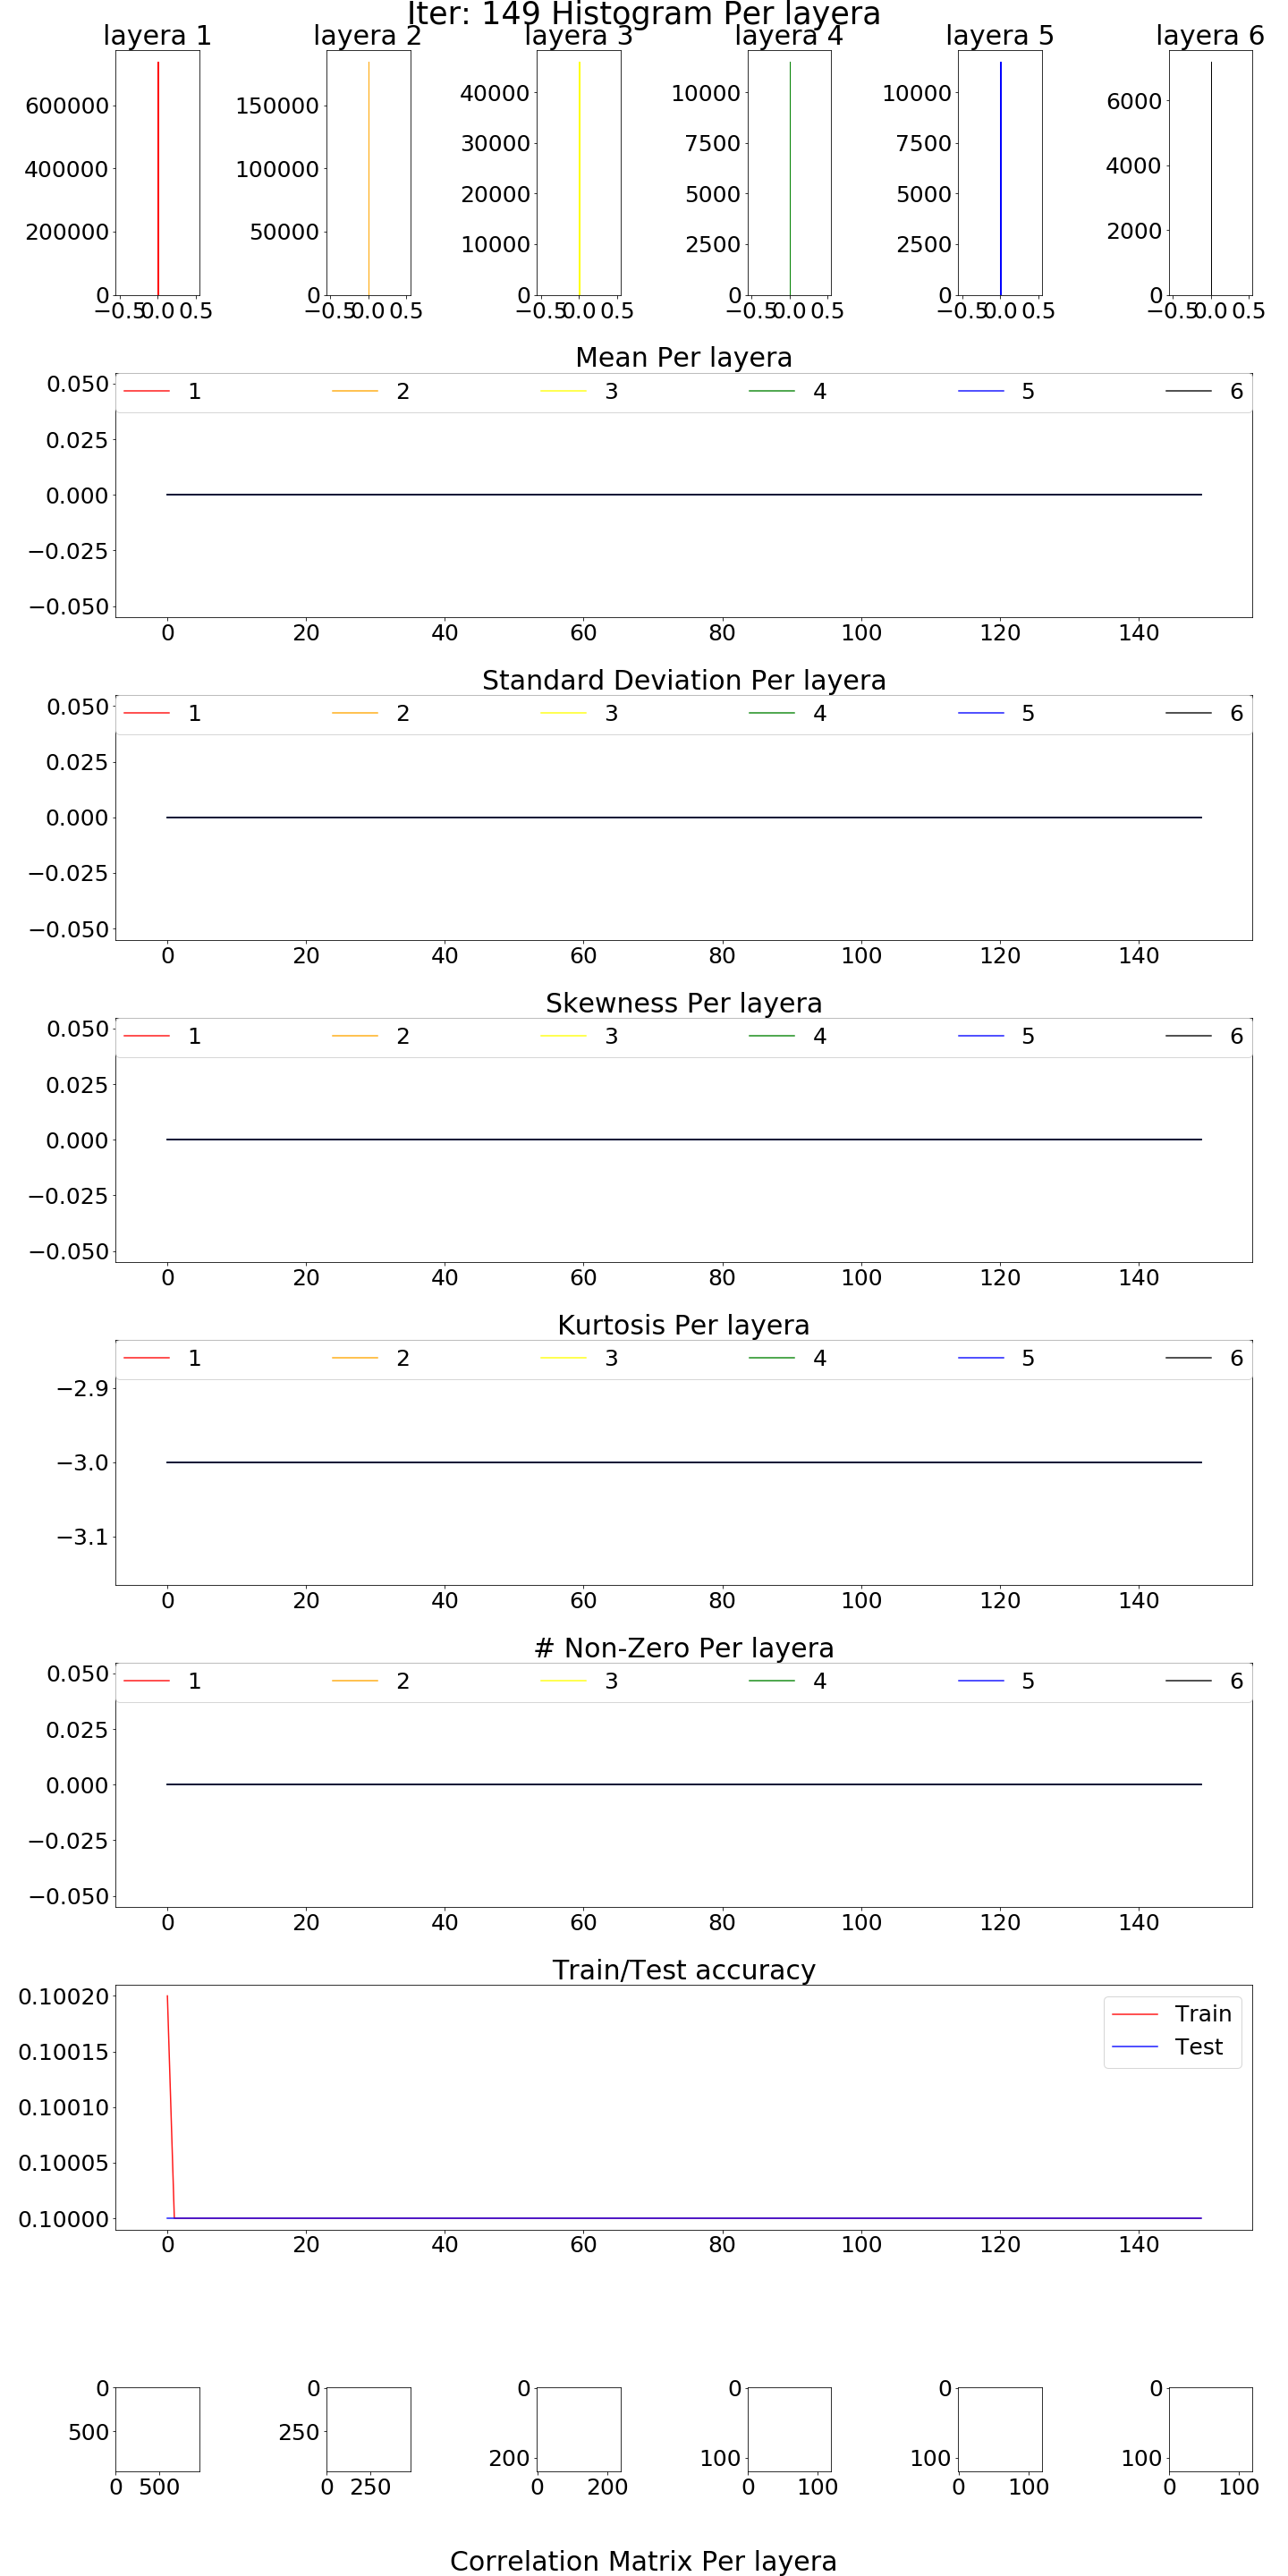 Iter: 149 Histogram Per layera
layera 1 layera 2 layera 3 layera 4 layera 5 layera 6
600000 150000 40000 10000 10000 6000
400000 100000 30000 7500 7500 4000
200000 50000 20000 5000 5000 2000
10000 2500 2500
0 0 0 0 0 0
−0.5 0.0 0.5 −0.5 0.0 0.5 −0.5 0.0 0.5 −0.5 0.0 0.5 −0.5 0.0 0.5 −0.5 0.0 0.5
Mean Per layera
0.050 1 2 3 4 5 6
0.025
0.000
−0.025
−0.050
0 20 40 60 80 100 120 140
Standard Deviation Per layera
0.050 1 2 3 4 5 6
0.025
0.000
−0.025
−0.050
0 20 40 60 80 100 120 140
Skewness Per layera
0.050 1 2 3 4 5 6
0.025
0.000
−0.025
−0.050
0 20 40 60 80 100 120 140
Kurtosis Per layera
1 2 3 4 5 6
−2.9
−3.0
−3.1
0 20 40 60 80 100 120 140
# Non-Zero Per layera
0.050 1 2 3 4 5 6
0.025
0.000
−0.025
−0.050
0 20 40 60 80 100 120 140
Train/Test accuracy
0.10020 Train
0.10015 Test
0.10010
0.10005
0.10000
0 20 40 60 80 100 120 140
0 0 0 0 0 0
500 250 200 100 100 100
0 500 0 250 0 200 0 100 0 100 0 100
Correlation Matrix Per layera